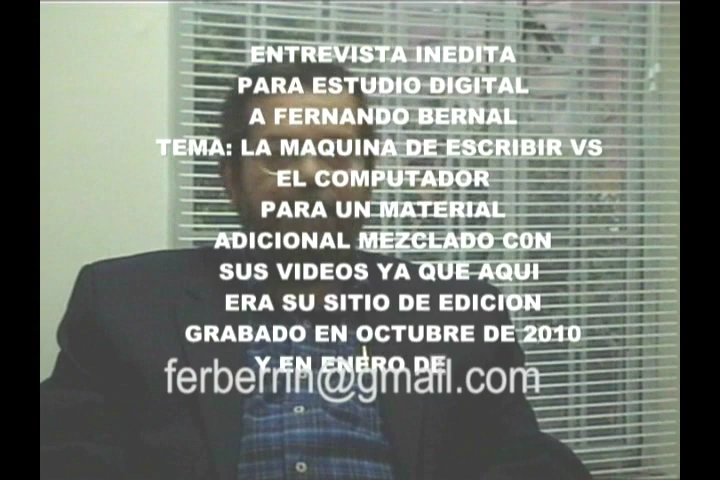 ENTREVISTA INEDITA
PARA ESTUDIO DIGITAL
A FERNANDO BERNAL
TEMA: LA MAQUINA DE ESCRIBIR VS
EL COMPUTADOR
PARA UN MATERIAL
ADICIONAL MEZCLADO C0N
SUS VIDEOS YA QUE AQUI
ERA SU SITIO DE EDICION
GRABADO EN OCTUBRE DE 2010
Y EN ENERO DE
ferbernn@gmail.com